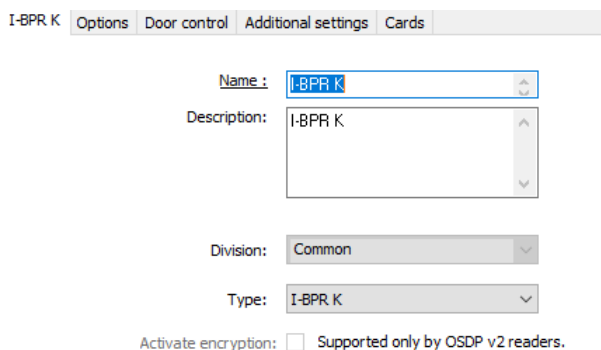 I-BPR K Options Door control Additional settings Cards
Name : I-BPR K
Description: I-BPR K
Division: Common
Type: I-BPR K
Activate encryption: Supported only by OSDP v2 readers.